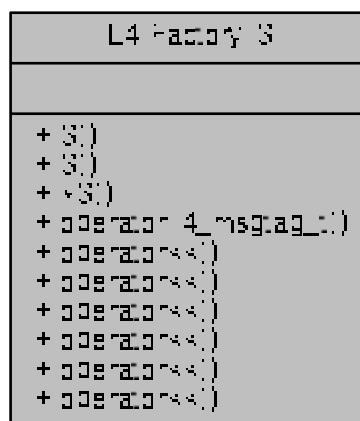 L4::Factory::S
+ S()
+ S()
+ ~S()
+ operator l4_msgtag_t()
+ operator<<()
+ operator<<()
+ operator<<()
+ operator<<()
+ operator<<()
+ operator<<()